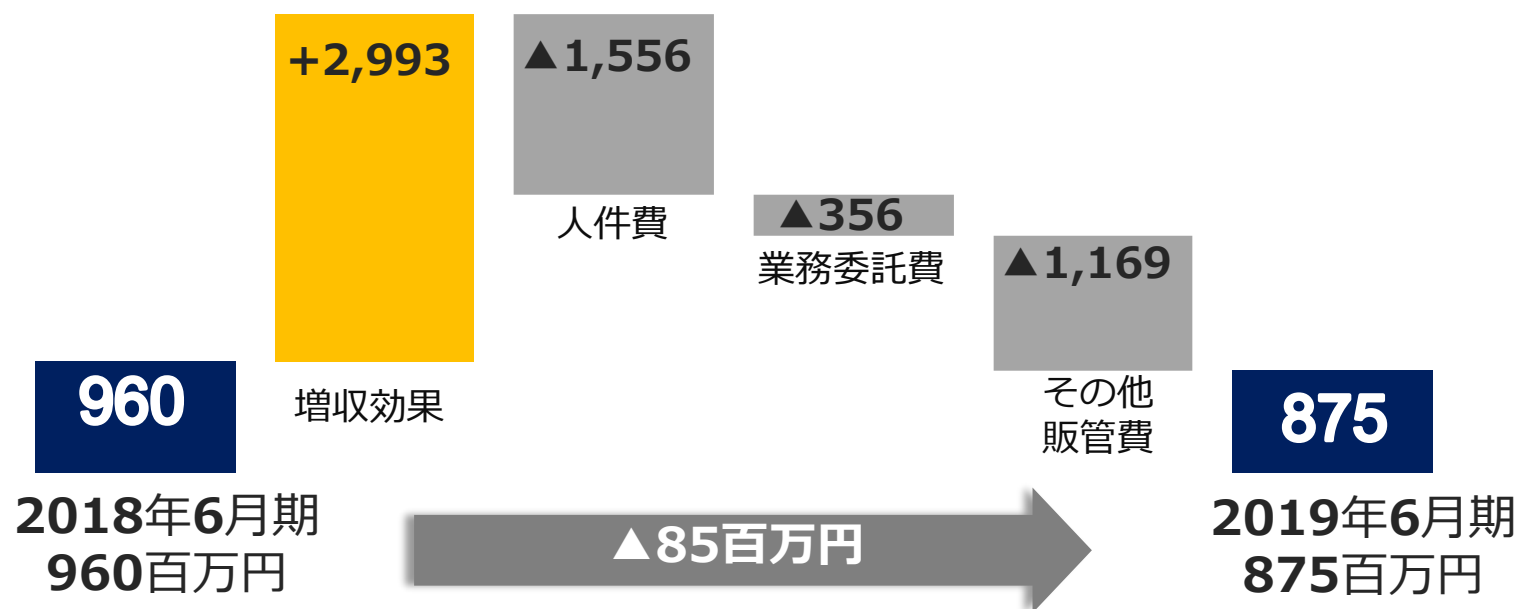 +2,993
▲1,556
人件費
▲356
業務委託費
▲1,169
960
増収効果
その他
販管費
875
2018年6月期
960百万円
▲85百万円
2019年6月期
875百万円